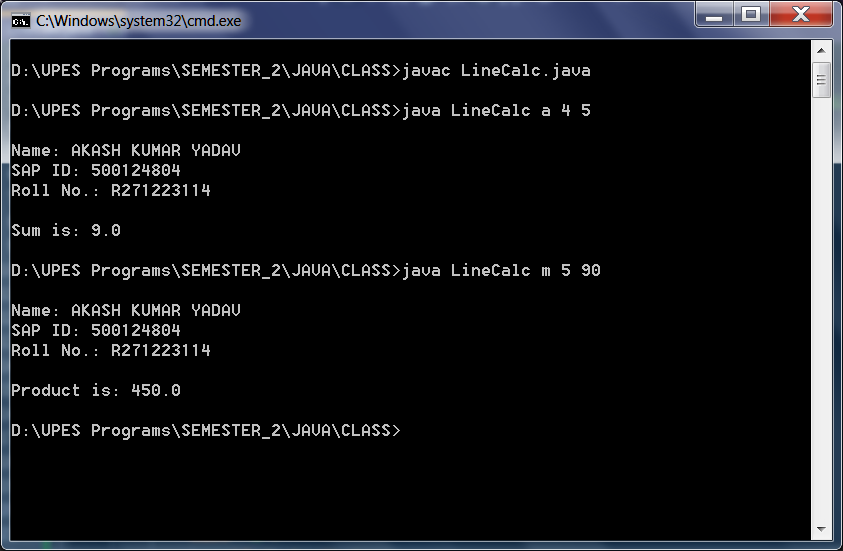 C:\Windows\system32\cmd.exe
D:\UPES Programs\SEMESTER_2\JAVA\CLASS>javac LineCalc.java
D:\UPES Programs\SEMESTER_2\JAVA\CLASS>java LineCalc a 4 5
Name: AKASH KUMAR YADAV
SAP ID: 500124804
Roll No.: R271223114
Sum is: 9.0
D:\UPES Programs\SEMESTER_2\JAVA\CLASS>java LineCalc m 5 90
Name: AKASH KUMAR YADAV
SAP ID: 500124804
Roll No.: R271223114
Product is: 450.0
D:\UPES Programs\SEMESTER_2\JAVA\CLASS>